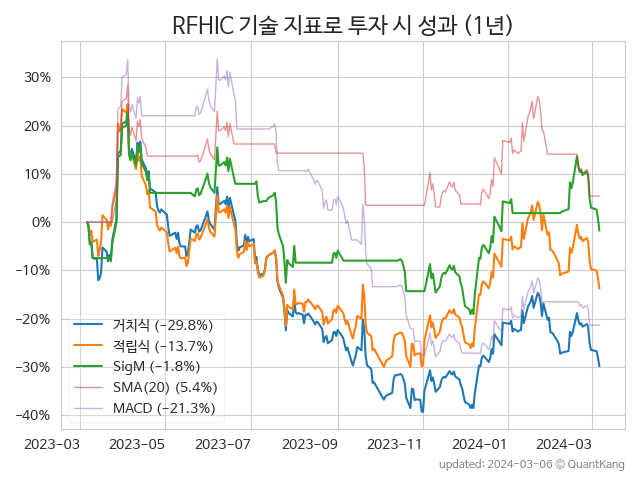 RFHIC 기술 지표로 투자 시 성과 (1년)
30%
20%
10%
0%
−10%
−20%
−30%
−40%
거치식 (−29.8%)
적립식 (−13.7%)
SigM (−1.8%)
SMA(20) (5.4%)
MACD (−21.3%)
2023-03 2023-05 2023-07 2023-09 2023-11 2024-01 2024-03
updated: 2024-03-06 © QuantKang